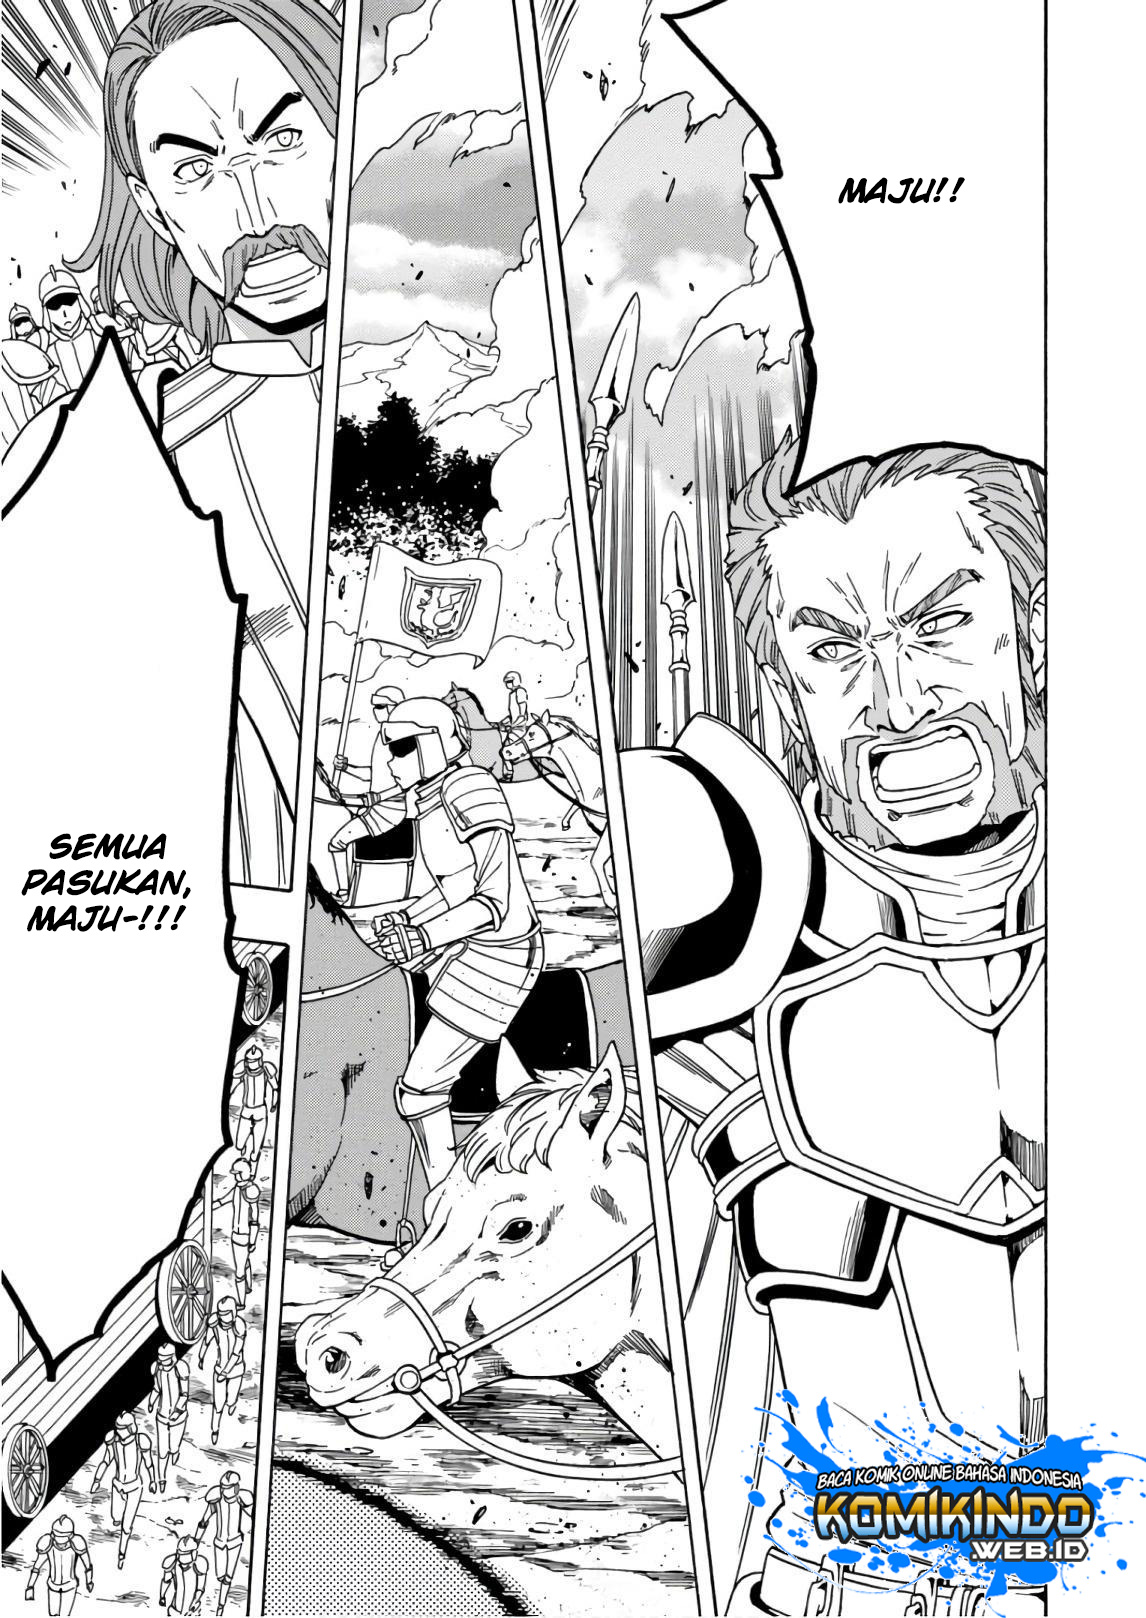 MAJU!!
SEMUA
PASUKAN,
MAJU-!!!
BACA KOMIK ONLINE BAHASA INDONESIA
KOMIKINDO
.WEB.ID